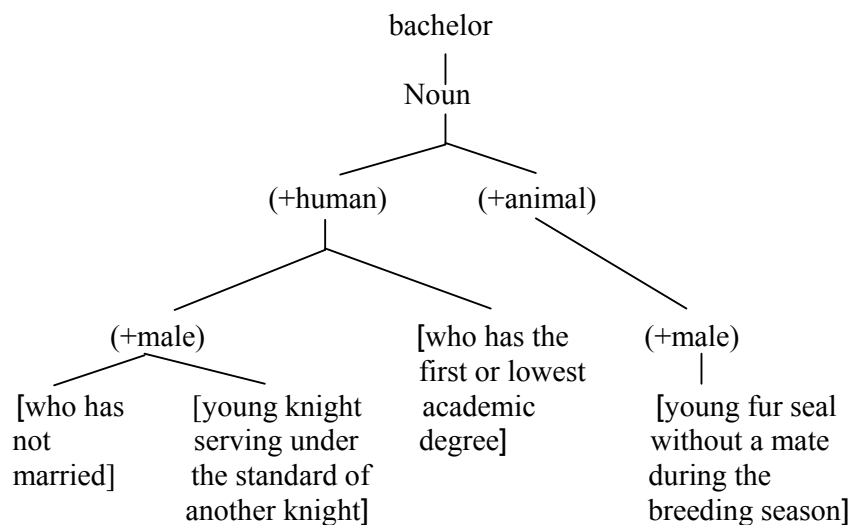 bachelor
Noun
(+human)
(+animal)
(+male)
[who has the
first or lowest
academic
degree]
(+male)
[who has
not
married]
[young knight
serving under
the standard of
another knight]
[young fur seal
without a mate
during the
breeding season]